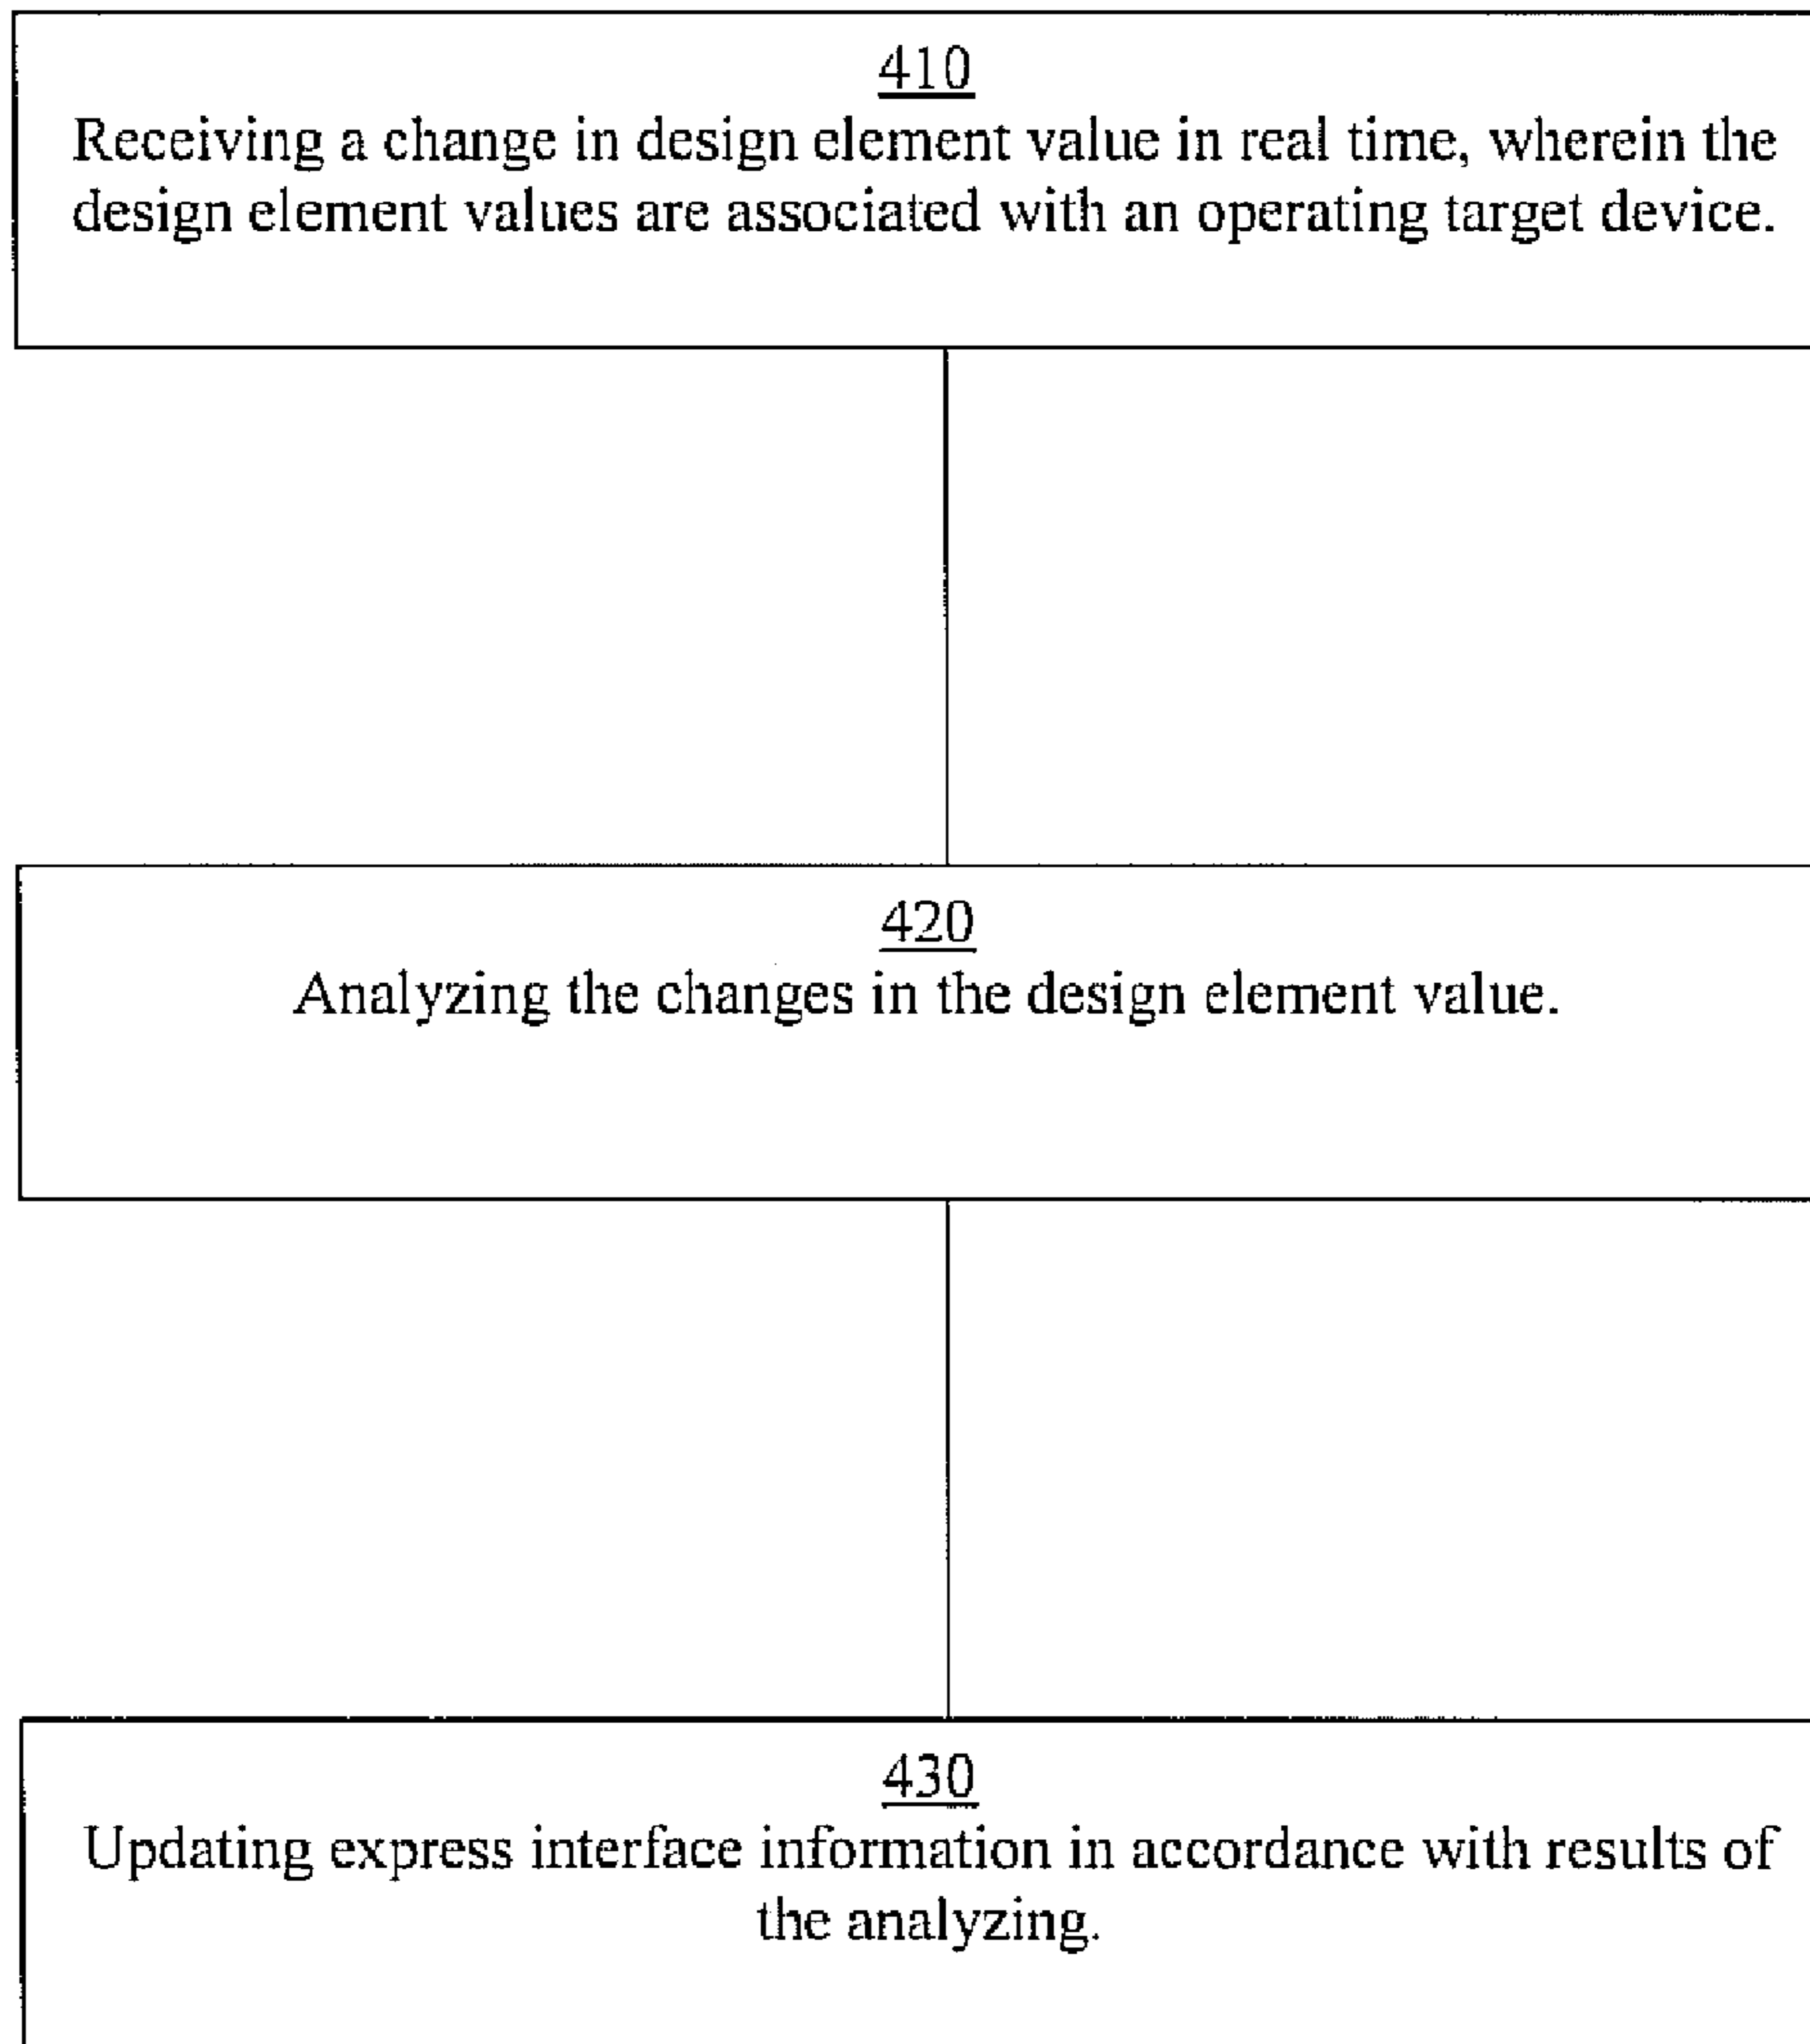 410
Receiving a change in design element value in real time, wherein the
design element values are associated with an operating target device.
420
Analyzing the changes in the design element value.
430
Updating express interface information in accordance with results of
the analyzing.